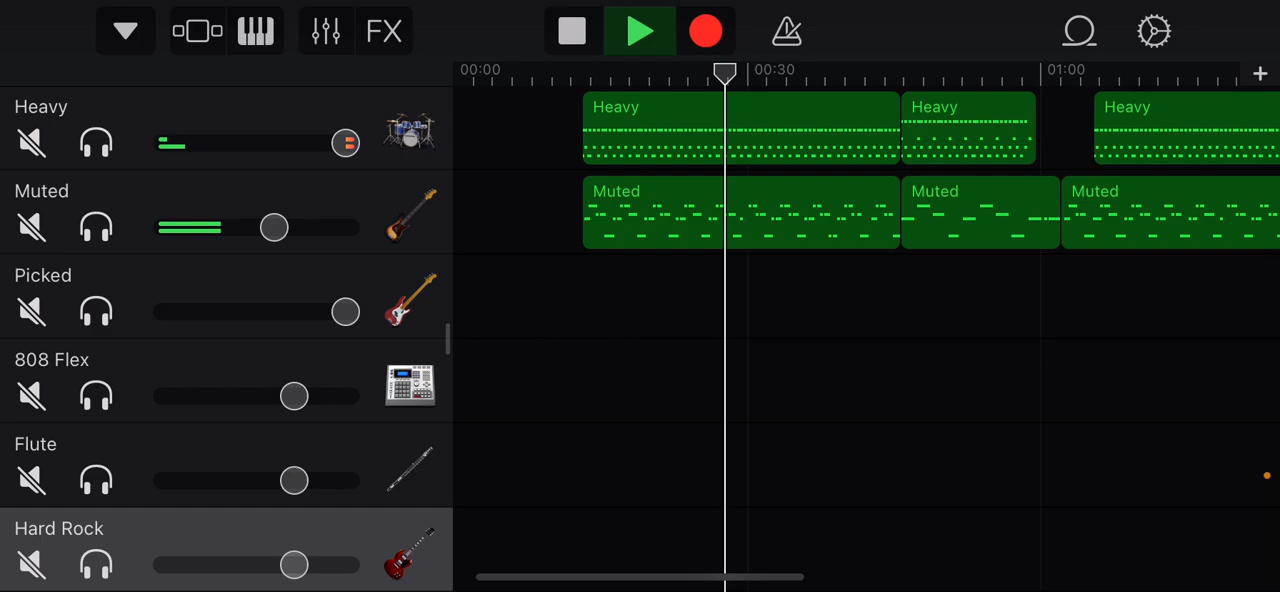 FX
00:00 00:30 01:00 +
Heavy Heavy Heavy Heavy
Muted Muted Muted Muted
Picked
808 Flex
Flute
Hard Rock